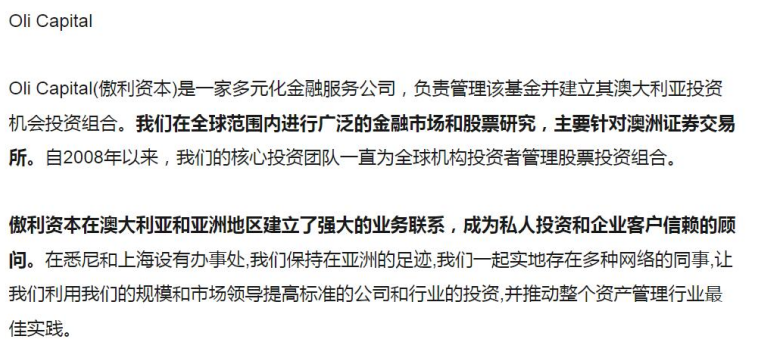 Oli Capital
Oli Capital(傲利资本)是一家多元化金融服务公司，负责管理该基金并建立其澳大利亚投资
机会投资组合。我们在全球范围内进行广泛的金融市场和股票研究，主要针对澳洲证券交易
所。自2008年以来，我们的核心投资团队一直为全球机构投资者管理股票投资组合。
傲利资本在澳大利亚和亚洲地区建立了强大的业务联系，成为私人投资和企业客户信赖的顾
问。在悉尼和上海设有办事处,我们保持在亚洲的足迹,我们一起实地存在多种网络的同事,让
我们利用我们的规模和市场领导提高标准的公司和行业的投资,并推动整个资产管理行业最
佳实践。